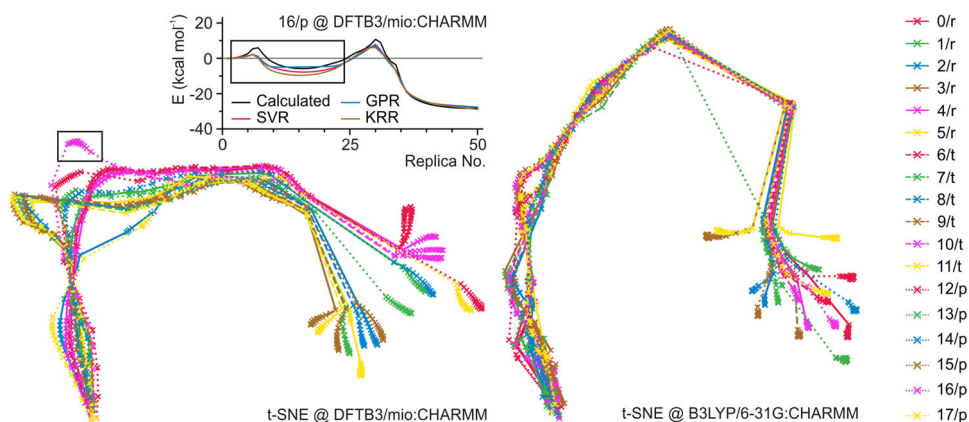 16/p @ DFTB3/mio:CHARMM
E (kcal mol⁻¹)
20
0
-20
-40
Calculated
GPR
SVR
KRR
0
25
50
Replica No.
t-SNE @ DFTB3/mio:CHARMM
t-SNE @ B3LYP/6-31G:CHARMM
0/r
1/r
2/r
3/r
4/r
5/r
6/t
7/t
8/t
9/t
10/t
11/t
12/p
13/p
14/p
15/p
16/p
17/p